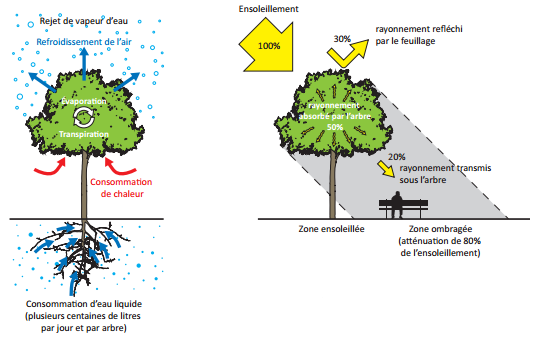 Rejet de vapeur d'eau
Refroidissement de l'air
Évaporation
Transpiration
Consommation
de chaleur
Consommation d'eau liquide
(plusieurs centaines de litres
par jour et par arbre)
Ensoleillement
100%
30%
rayonnement refléchi
par le feuillage
rayonnement
absorbé par l'arbre
50%
20%
rayonnement transmis
sous l'arbre
Zone ensoleillée
Zone ombragée
(atténuation de 80%
de l'ensoleillement)